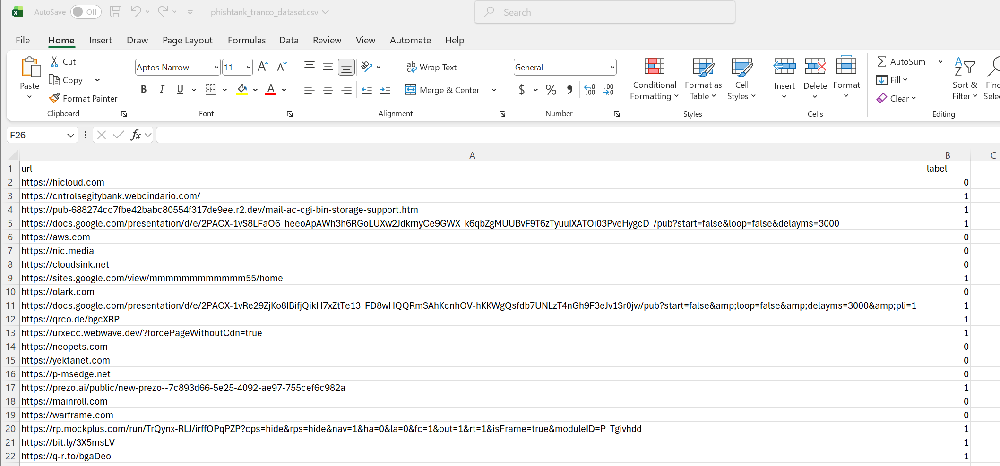 AutoSave Off phishtank_tranco_dataset.csv Search
File Home Insert Draw Page Layout Formulas Data Review View Automate Help
Paste
Cut
Copy
Format Painter
Clipboard
Aptos Narrow 11
B I U
Font
Wrap Text
Merge & Center
Alignment
General
$ % 9 .00 .00
Number
Conditional Formatting
Format as Table
Cell Styles
Styles
Insert Delete Format
Cells
AutoSum
Fill
Clear
Sort & Filter
Editing
F26 fx
A B C
1 url label
2 https://hicloud.com 0
3 https://cntrolsegitybank.webcindario.com/ 1
4 https://pub-688274cc7fbe42babc80554f317de9ee.r2.dev/mail-ac-cgi-bin-storage-support.htm 1
5 https://docs.google.com/presentation/d/e/2PACX-1vS8LFaO6_heeoApAWh3h6RGoLUXw2JdkrnyCe9GWX_k6qbZgMUUBvF9T6zTyuuIXATOi03PveHygcD_/pub?start=false&loop=false&delayms=3000 1
6 https://aws.com 0
7 https://nic.media 0
8 https://cloudsink.net 0
9 https://sites.google.com/view/mmmmmmmmmmmm55/home 1
10 https://olark.com 0
11 https://docs.google.com/presentation/d/e/2PACX-1vRe29ZjKo8IBifjQikH7xZtTe13_FD8wHQQRmSAhKcnhOV-hKKWgQsfdb7UNLzT4nGh9F3eJv1Sr0jw/pub?start=false&amp;loop=false&amp;delayms=3000&amp;pli=1 1
12 https://qrco.de/bgcXRP 1
13 https://urxecc.webwave.dev/?forcePageWithoutCdn=true 1
14 https://neopets.com 0
15 https://yektanet.com 0
16 https://p-msedge.net 0
17 https://prezo.ai/public/new-prezo--7c893d66-5e25-4092-ae97-755cef6c982a 1
18 https://mainroll.com 0
19 https://warframe.com 0
20 https://rp.mockplus.com/run/TrQynx-RLJ/irffOPqPZP?cps=hide&rps=hide&nav=1&ha=0&la=0&fc=1&out=1&rt=1&isFrame=true&moduleID=P_Tgivhdd 1
21 https://bit.ly/3X5msLV 1
22 https://q-r.to/bgaDeo 1